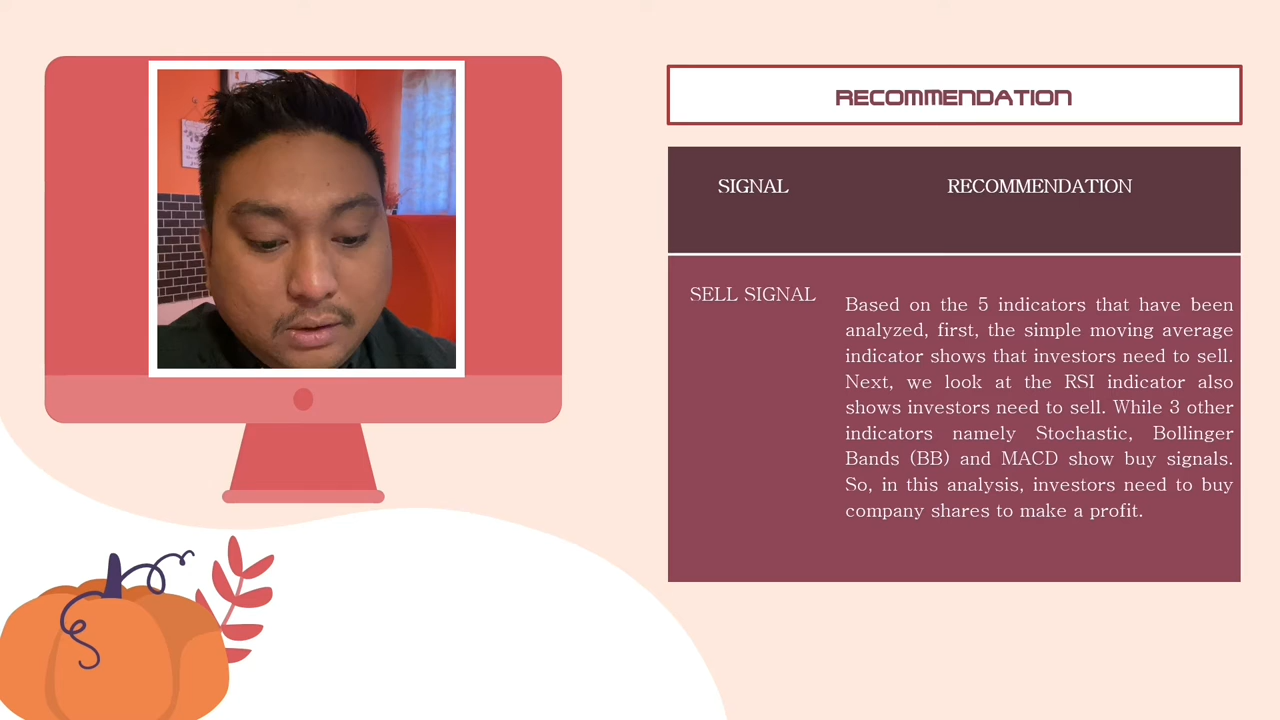 RECOMMENDATION
SIGNAL RECOMMENDATION
SELL SIGNAL
Based on the 5 indicators that have been
analyzed, first, the simple moving average
indicator shows that investors need to sell.
Next, we look at the RSI indicator also
shows investors need to sell. While 3 other
indicators namely Stochastic, Bollinger
Bands (BB) and MACD show buy signals.
So, in this analysis, investors need to buy
company shares to make a profit.